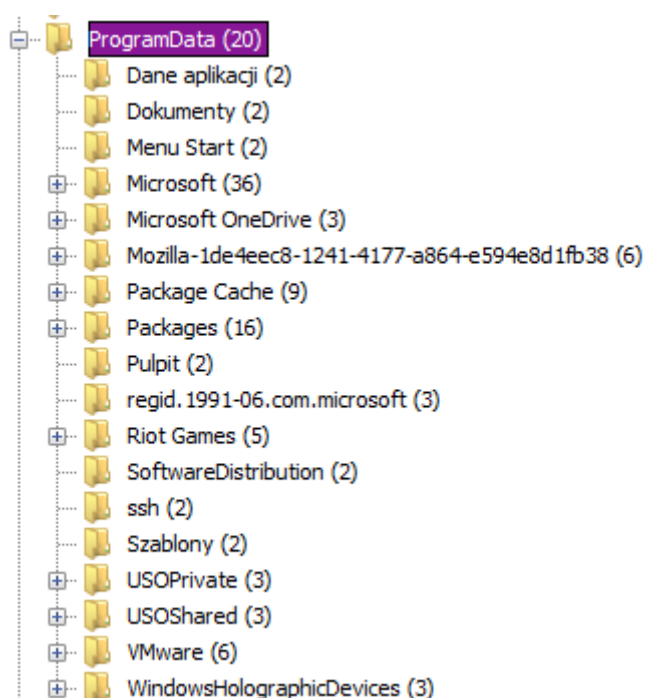 ProgramData (20)
Dane aplikacji (2)
Dokumenty (2)
Menu Start (2)
Microsoft (36)
Microsoft OneDrive (3)
Mozilla-1de4eec8-1241-4177-a864-e594e8d1fb38 (6)
Package Cache (9)
Packages (16)
Pulpit (2)
regid.1991-06.com.microsoft (3)
Riot Games (5)
SoftwareDistribution (2)
ssh (2)
Szablony (2)
USOPrivate (3)
USOShared (3)
VMware (6)
WindowsHolographicDevices (3)